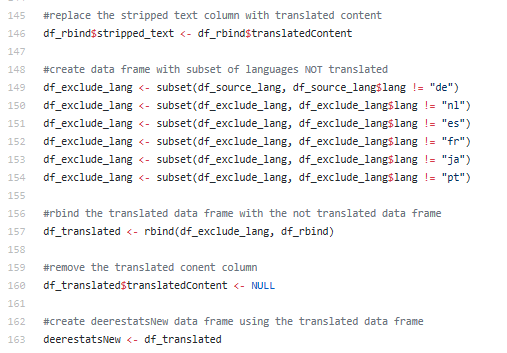 145 #replace the stripped text column with translated content
146 df_rbind$stripped_text <- df_rbind$translatedContent
147
148 #create data frame with subset of languages NOT translated
149 df_exclude_lang <- subset(df_source_lang, df_source_lang$lang != "de")
150 df_exclude_lang <- subset(df_exclude_lang, df_exclude_lang$lang != "nl")
151 df_exclude_lang <- subset(df_exclude_lang, df_exclude_lang$lang != "es")
152 df_exclude_lang <- subset(df_exclude_lang, df_exclude_lang$lang != "fr")
153 df_exclude_lang <- subset(df_exclude_lang, df_exclude_lang$lang != "ja")
154 df_exclude_lang <- subset(df_exclude_lang, df_exclude_lang$lang != "pt")
155
156 #rbind the translated data frame with the not translated data frame
157 df_translated <- rbind(df_exclude_lang, df_rbind)
158
159 #remove the translated conent column
160 df_translated$translatedContent <- NULL
161
162 #create deerestatsNew data frame using the translated data frame
163 deerestatsNew <- df_translated